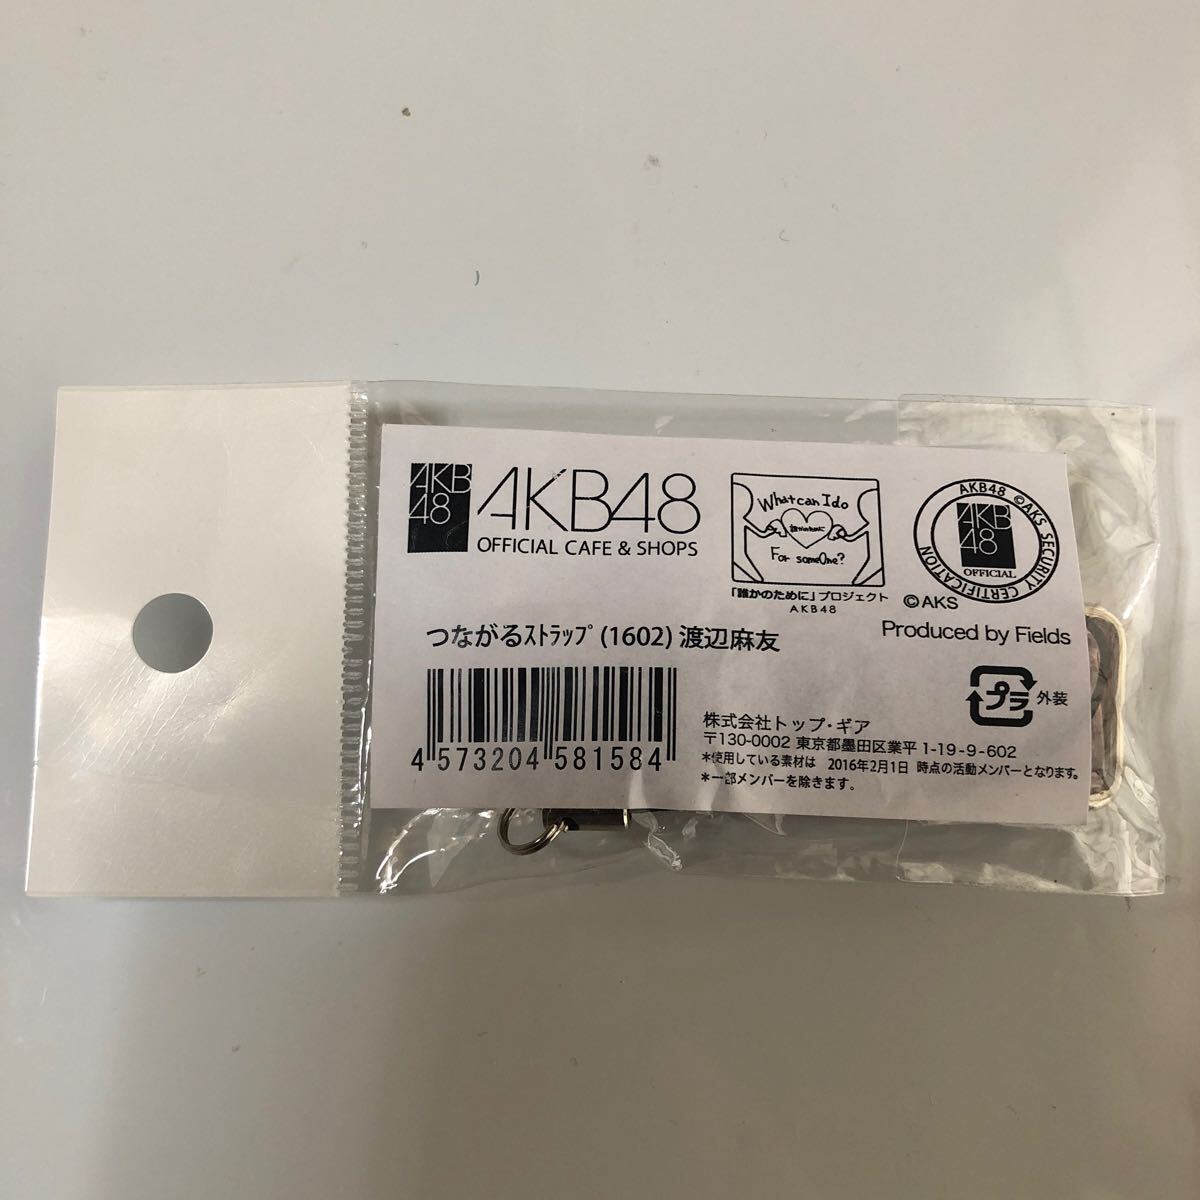 AKB
48
AKB48
OFFICIAL CAFE & SHOPS
What can I do
誰かのために
For someOne?
「誰かのために」プロジェクト
AKB48
AKB48 ©AKS SECURITY CERTIFICATION
AKB
48
OFFICIAL
©AKS
つながるｽﾄﾗｯﾌﾟ(1602) 渡辺麻友
Produced by Fields
プラ 外装
4 573204 581584
株式会社トップ・ギア
〒130-0002 東京都墨田区業平 1-19-9-602
*使用している素材は 2016年2月1日 時点の活動メンバーとなります。
*一部メンバーを除きます。